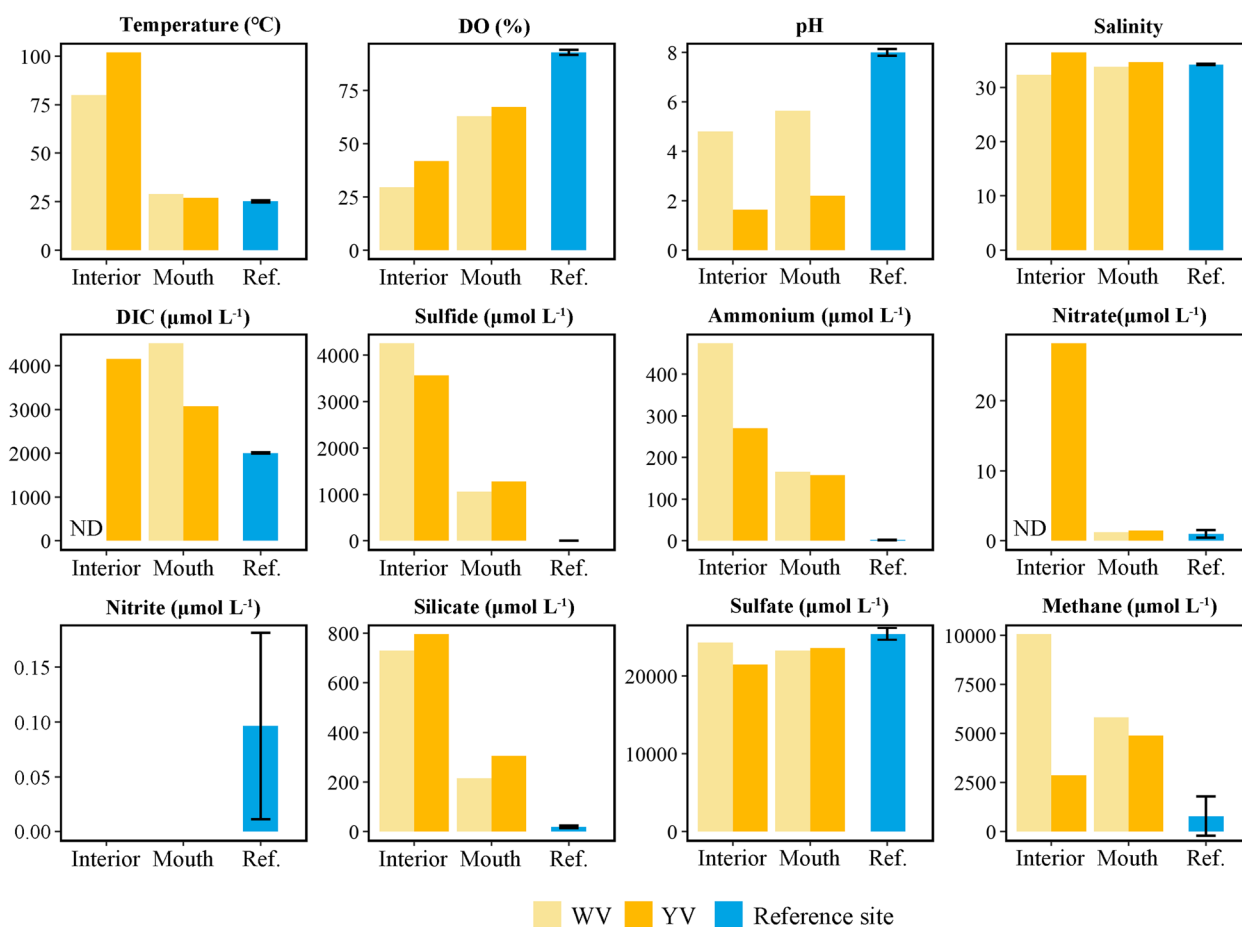 Temperature (°C)
100
75
50
25
0
Interior Mouth Ref.
DO (%)
75
50
25
0
Interior Mouth Ref.
pH
8
6
4
2
0
Interior Mouth Ref.
Salinity
30
20
10
0
Interior Mouth Ref.
DIC (μmol L⁻¹)
4000
3000
2000
1000
0
ND
Interior Mouth Ref.
Sulfide (μmol L⁻¹)
4000
3000
2000
1000
0
Interior Mouth Ref.
Ammonium (μmol L⁻¹)
400
300
200
100
0
Interior Mouth Ref.
Nitrate(μmol L⁻¹)
20
10
0
ND
Interior Mouth Ref.
Nitrite (μmol L⁻¹)
0.15
0.10
0.05
0.00
Interior Mouth Ref.
Silicate (μmol L⁻¹)
800
600
400
200
0
Interior Mouth Ref.
Sulfate (μmol L⁻¹)
20000
10000
0
Interior Mouth Ref.
Methane (μmol L⁻¹)
10000
7500
5000
2500
0
Interior Mouth Ref.
WV YV Reference site